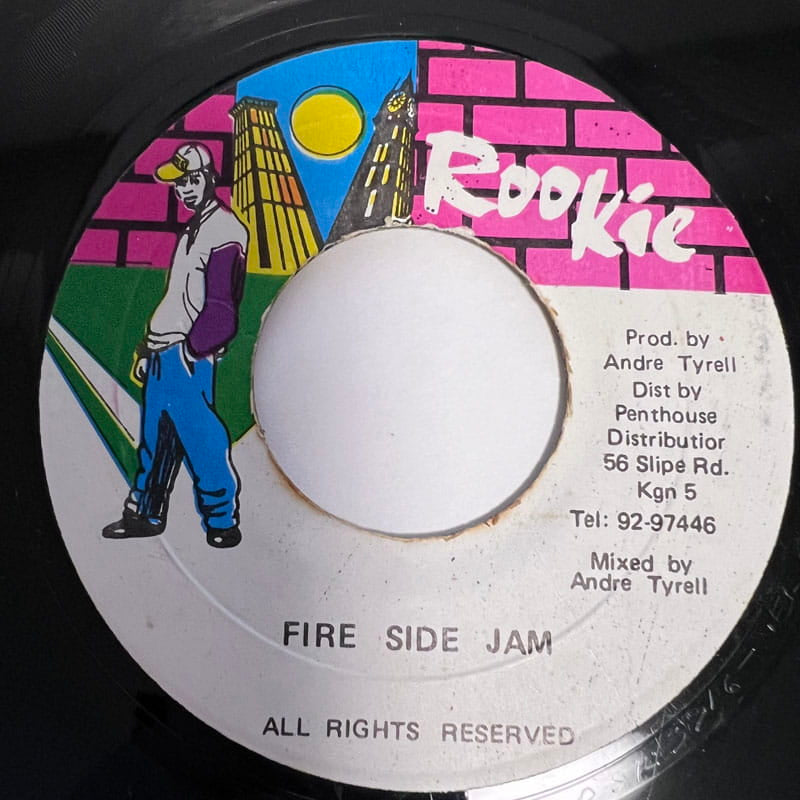 Rookie
Prod. by
Andre Tyrell
Dist by
Penthouse
Distributior
56 Slipe Rd.
Kgn 5
Tel: 92-97446
Mixed by
Andre Tyrell
FIRE SIDE JAM
ALL RIGHTS RESERVED